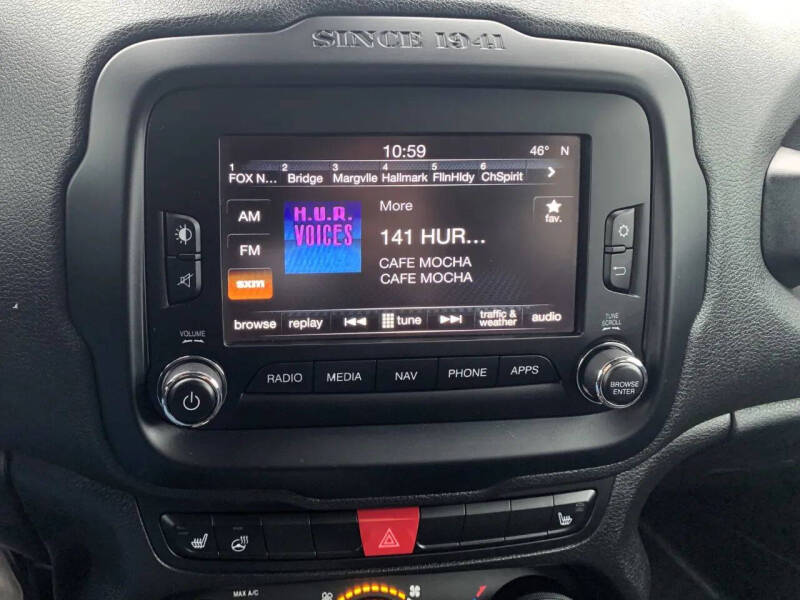 SINCE 1941
10:59 46° N
1 2 3 4 5 6
FOX N... Bridge Margvlle Hallmark FlinHldy ChSpirit
AM
FM
sxm
H.U.R.
VOICES
More
141 HUR...
CAFE MOCHA
CAFE MOCHA
fav.
browse replay tune traffic & weather audio
VOLUME
TUNE
SCROLL
RADIO MEDIA NAV PHONE APPS
BROWSE
ENTER
MAX A/C